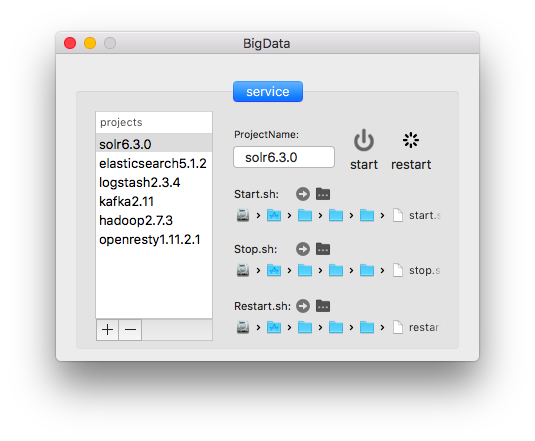 BigData
service
projects
solr6.3.0
elasticsearch5.1.2
logstash2.3.4
kafka2.11
hadoop2.7.3
openresty1.11.2.1
ProjectName:
solr6.3.0
start
restart
Start.sh:
start.s
Stop.sh:
stop.s
Restart.sh:
restar